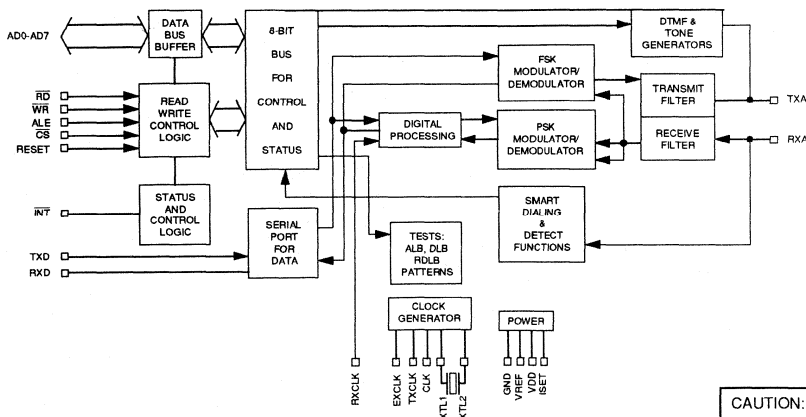 AD0-AD7
DATA
BUS
BUFFER
8-BIT
BUS
FOR
CONTROL
AND
STATUS
DTMF &
TONE
GENERATORS
FSK
MODULATOR/
DEMODULATOR
TRANSMIT
FILTER
TXA
RD
WR
ALE
CS
RESET
READ
WRITE
CONTROL
LOGIC
DIGITAL
PROCESSING
PSK
MODULATOR/
DEMODULATOR
RECEIVE
FILTER
RXA
INT
STATUS
AND
CONTROL
LOGIC
SMART
DIALING
&
DETECT
FUNCTIONS
TXD
RXD
SERIAL
PORT
FOR
DATA
TESTS:
ALB, DLB
RDLB
PATTERNS
CLOCK
GENERATOR
POWER
RXCLK
EXCLK
TXCLK
CLK
XTL1
XTL2
GND
VREF
VDD
ISET
CAUTION: